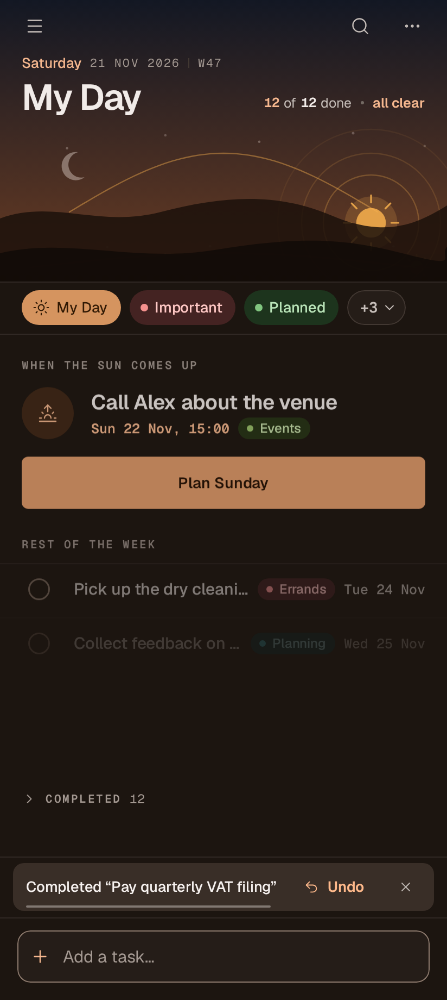 Saturday 21 NOV 2026 | W47
My Day
12 of 12 done • all clear
My Day
Important
Planned
+3
WHEN THE SUN COMES UP
Call Alex about the venue
Sun 22 Nov, 15:00 Events
Plan Sunday
REST OF THE WEEK
Pick up the dry cleani… Errands Tue 24 Nov
Collect feedback on … Planning Wed 25 Nov
COMPLETED 12
Completed “Pay quarterly VAT filing” Undo
Add a task…